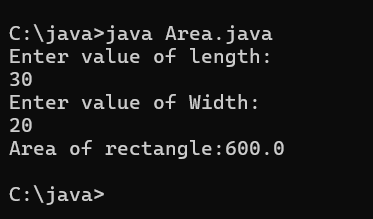 C:\java>java Area.java
Enter value of length:
30
Enter value of Width:
20
Area of rectangle:600.0
C:\java>